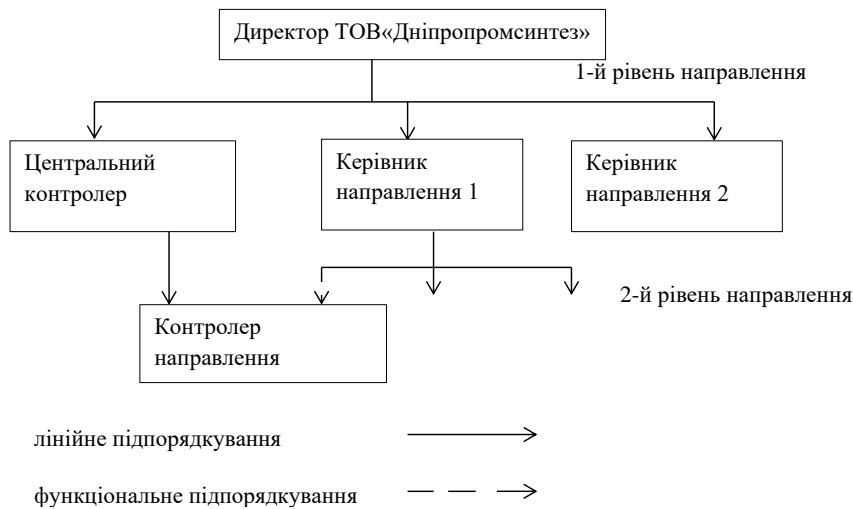 Директор ТОВ«Дніпропромсинтез»
1-й рівень направлення
Центральний
контролер
Керівник
направлення 1
Керівник
направлення 2
2-й рівень направлення
Контролер
направлення
лінійне підпорядкування
функціональне підпорядкування